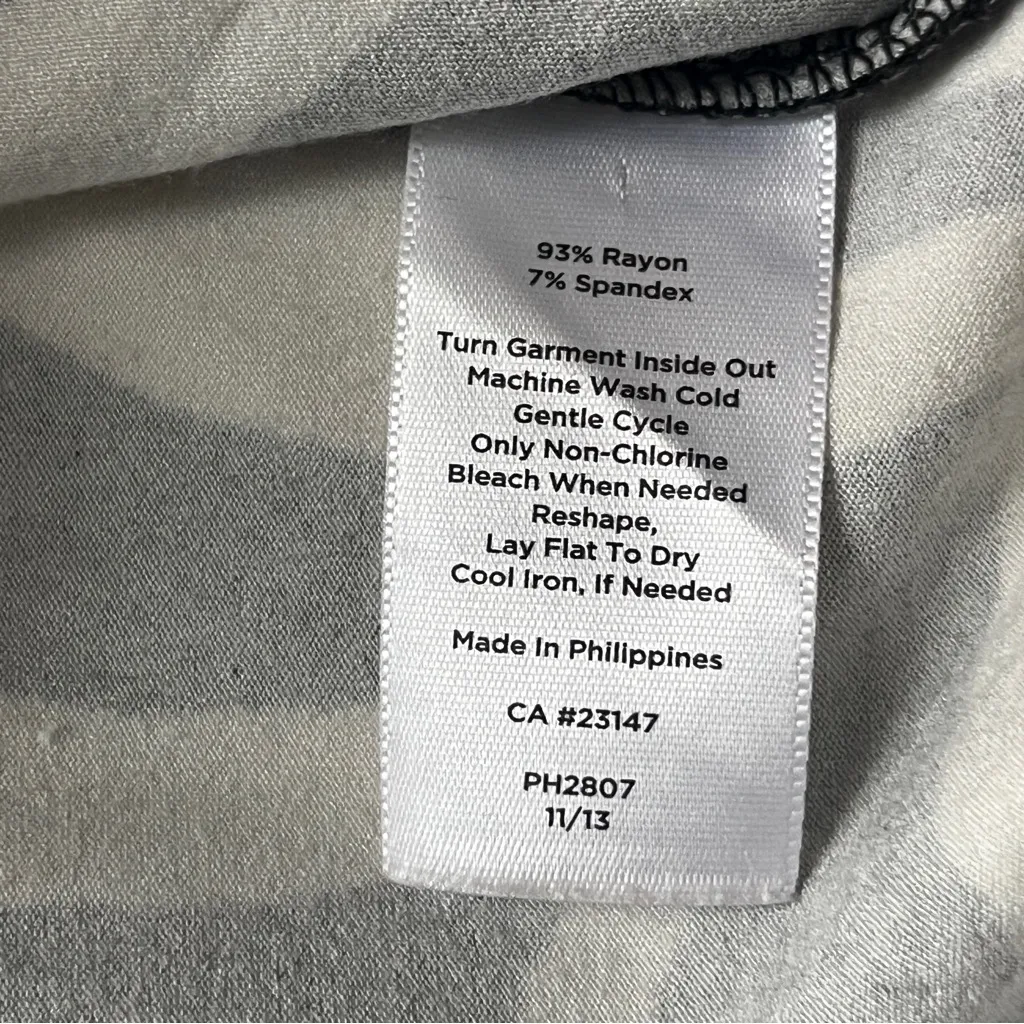 93% Rayon
7% Spandex
Turn Garment Inside Out
Machine Wash Cold
Gentle Cycle
Only Non-Chlorine
Bleach When Needed
Reshape,
Lay Flat To Dry
Cool Iron, If Needed
Made In Philippines
CA #23147
PH2807
11/13